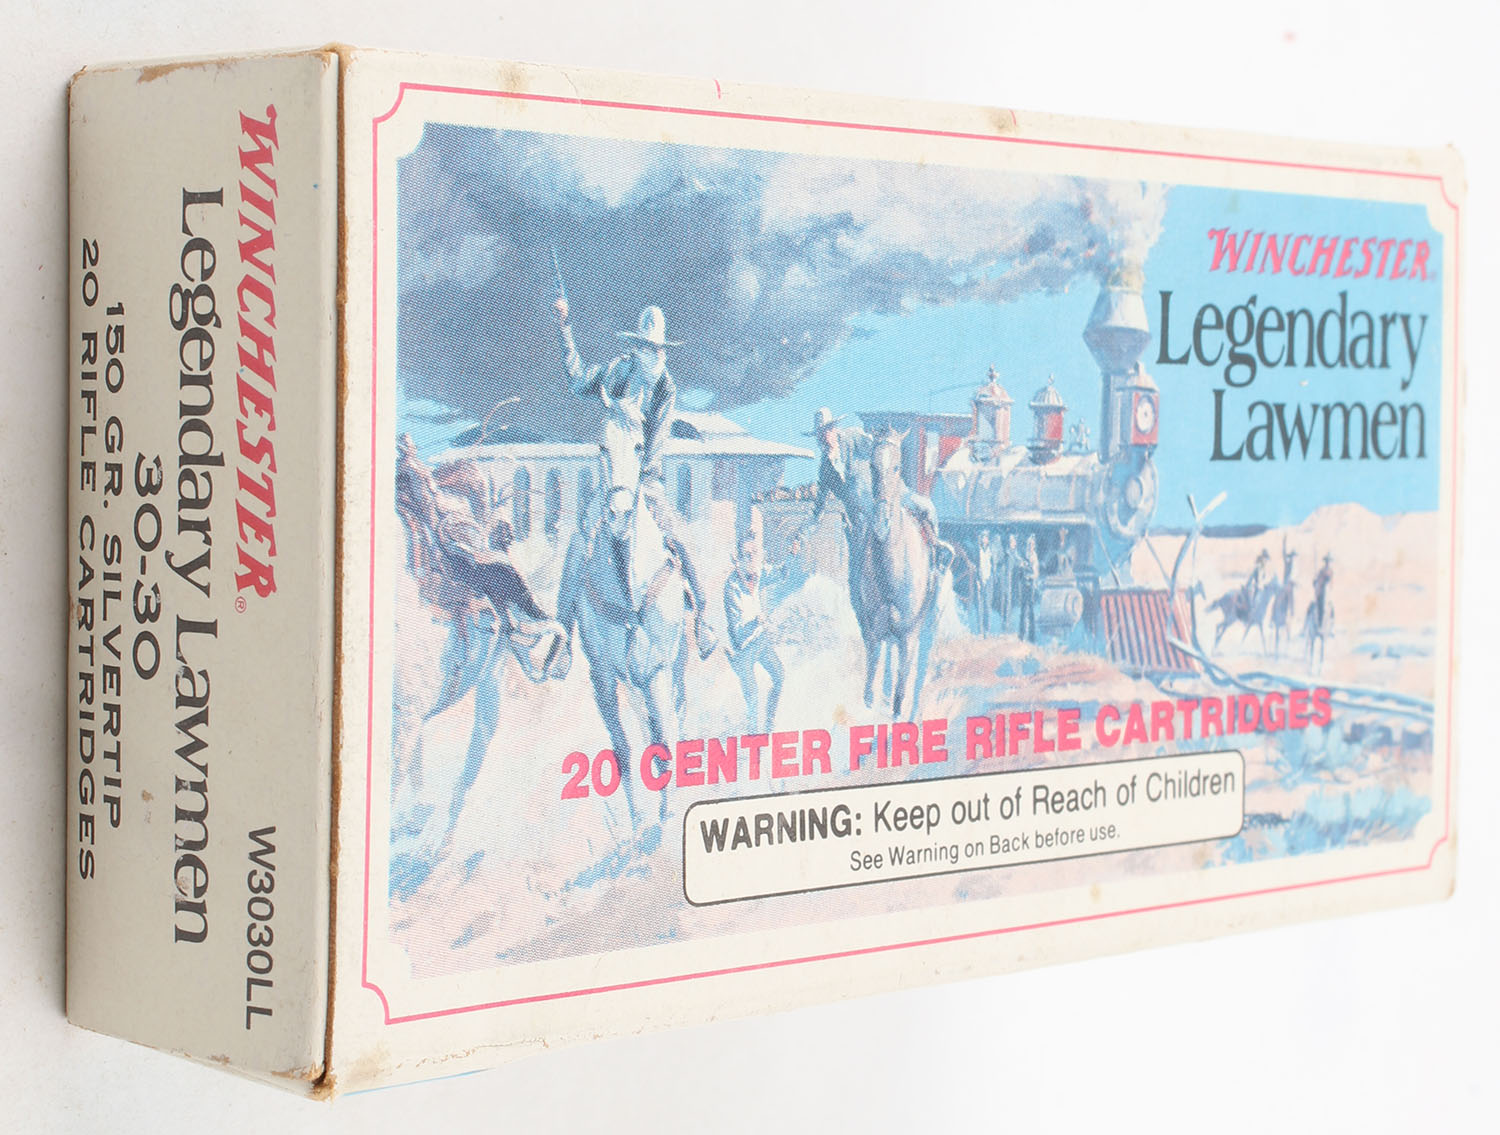 WINCHESTER®
Legendary Lawmen
30-30
150 GR. SILVERTIP
20 RIFLE CARTRIDGES
W3030LL
WINCHESTER®
Legendary
Lawmen
20 CENTER FIRE RIFLE CARTRIDGES
WARNING: Keep out of Reach of Children
See Warning on Back before use.